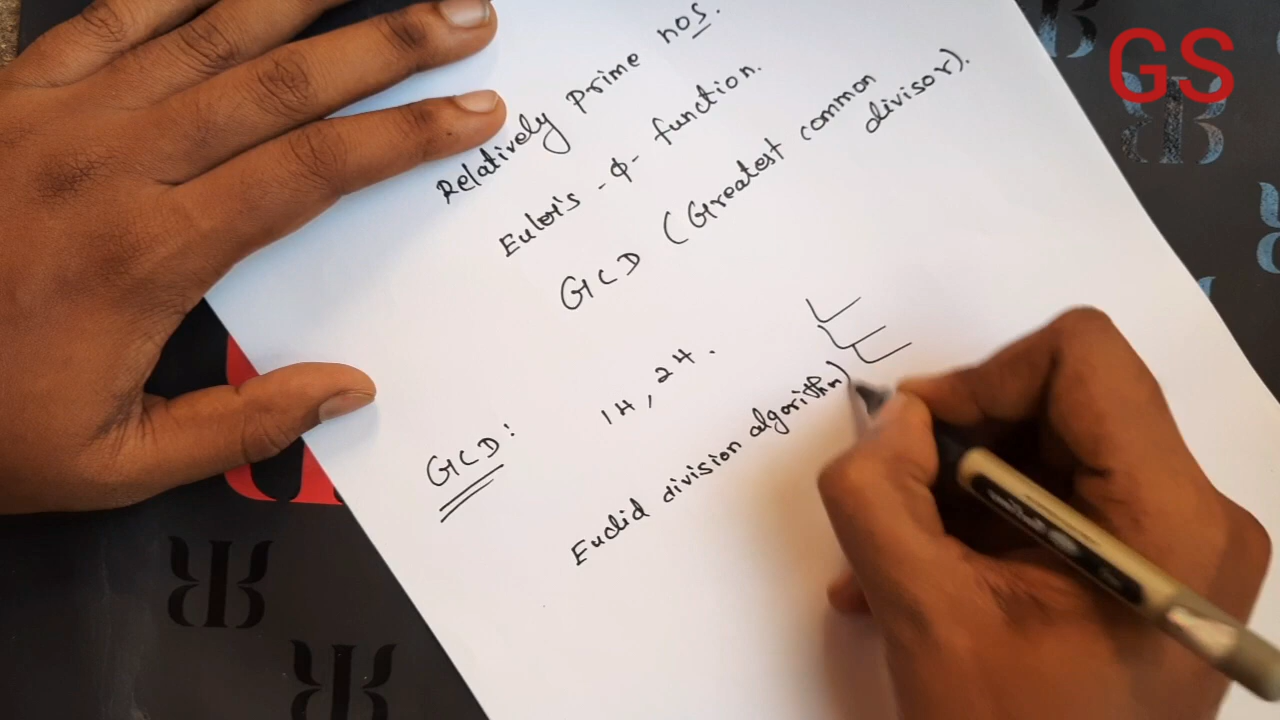 GS
Relatively prime nos.
Euler's - ф - function.
GCD (Greatest common
divisor).
GCD: 14, 24.
Euclid division algorithm)